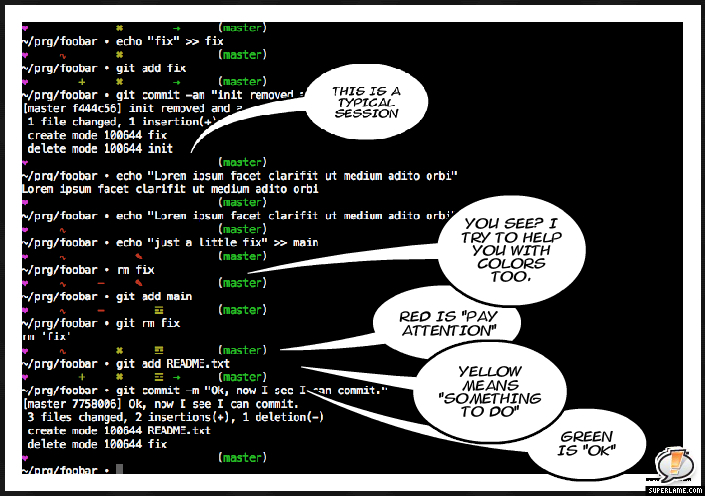 (master)
~/prg/foobar • echo "fix" >> fix
(master)
~/prg/foobar • git add fix
(master)
~/prg/foobar • git commit -am "init removed
[master f444c56] init removed and a
1 file changed, 1 insertion(+)
create mode 100644 fix
delete mode 100644 init
(master)
~/prg/foobar • echo "Lorem ipsum facet clarifit ut medium adito orbi"
Lorem ipsum facet clarifit ut medium adito orbi
(master)
~/prg/foobar • echo "Lorem ipsum facet clarifit ut medium adito orbi"
(master)
~/prg/foobar • echo "just a little fix" >> main
(master)
~/prg/foobar • rm fix
(master)
~/prg/foobar • git add main
(master)
~/prg/foobar • git rm fix
rm 'fix'
(master)
~/prg/foobar • git add README.txt
(master)
~/prg/foobar • git commit -m "Ok, now I see I can commit."
[master 7758006] Ok, now I see I can commit.
3 files changed, 2 insertions(+), 1 deletion(-)
create mode 100644 README.txt
delete mode 100644 fix
(master)
~/prg/foobar •
THIS IS A
TYPICAL
SESSION
YOU SEE? I
TRY TO HELP
YOU WITH
COLORS
TOO.
RED IS "PAY
ATTENTION"
YELLOW
MEANS
"SOMETHING
TO DO"
GREEN
IS "OK"
SUPERLAME.COM